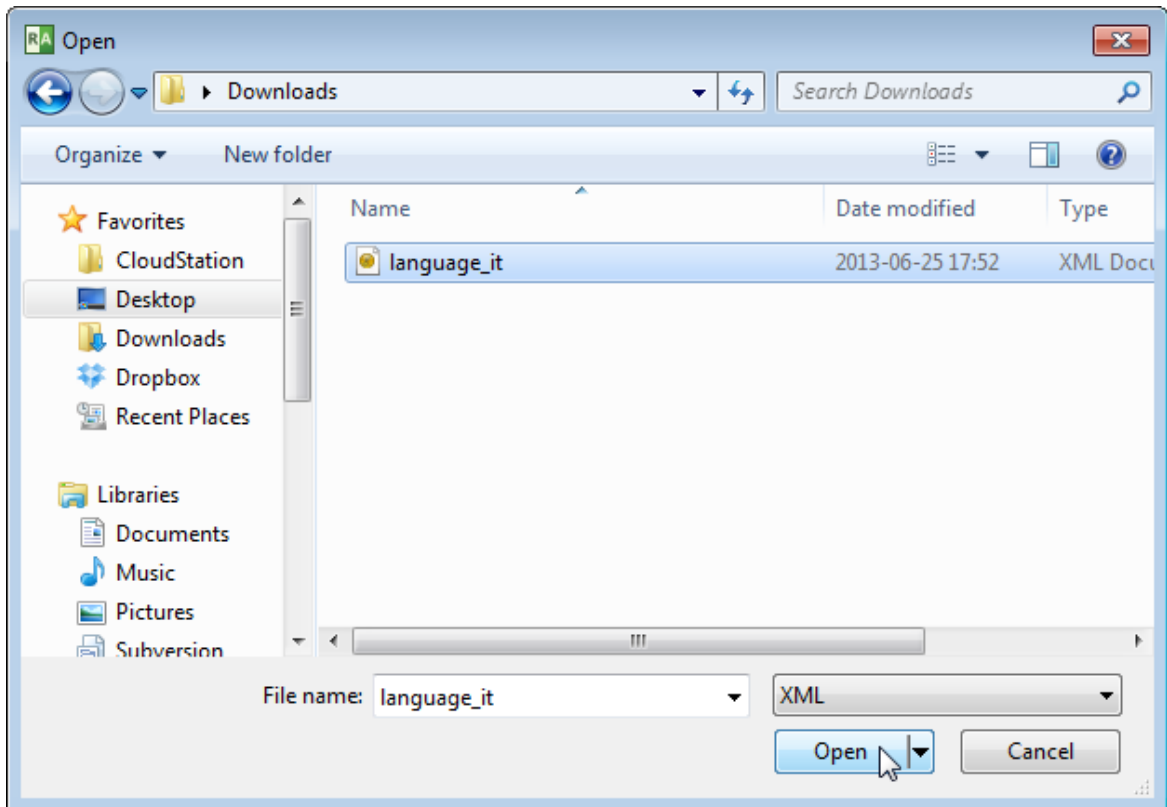 RA Open
Downloads
Search Downloads
Organize
New folder
Name
Date modified
Type
Favorites
CloudStation
Desktop
Downloads
Dropbox
Recent Places
Libraries
Documents
Music
Pictures
Subversion
language_it
2013-06-25 17:52
XML Docu
File name:
language_it
XML
Open
Cancel